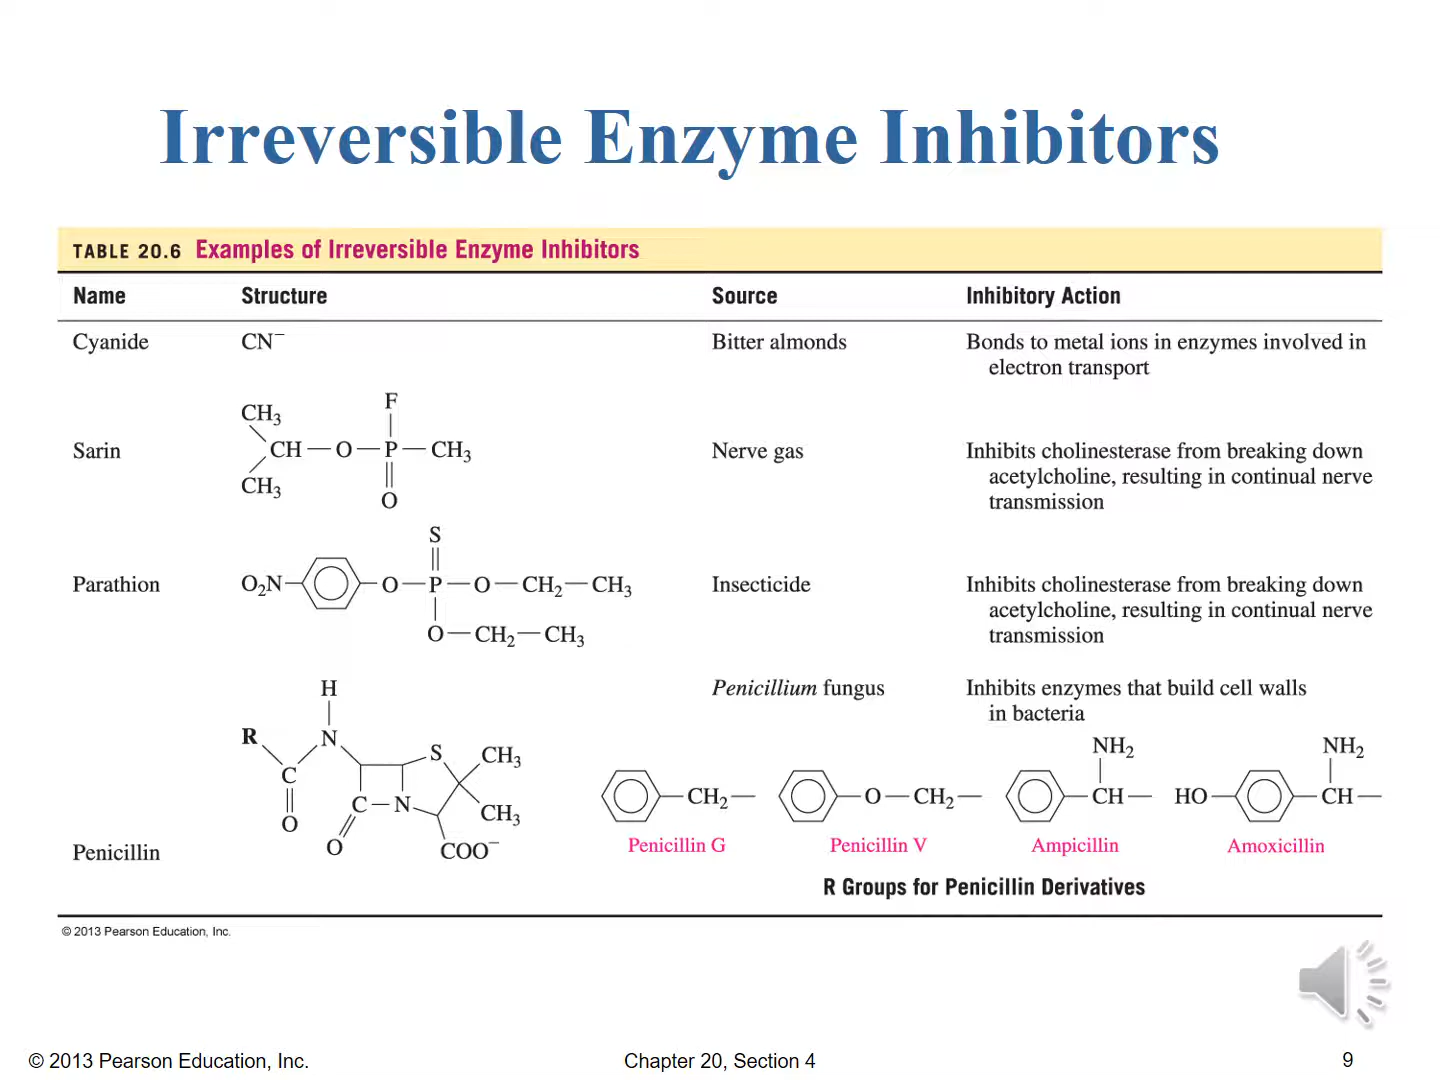 Irreversible Enzyme Inhibitors
TABLE 20.6 Examples of Irreversible Enzyme Inhibitors
Name Structure Source Inhibitory Action
Cyanide CN⁻ Bitter almonds Bonds to metal ions in enzymes involved in
electron transport
F
CH₃
Sarin CH—O—P—CH₃ Nerve gas Inhibits cholinesterase from breaking down
acetylcholine, resulting in continual nerve
CH₃
O
transmission
S
Parathion O₂N O—P—O—CH₂—CH₃ Insecticide Inhibits cholinesterase from breaking down
acetylcholine, resulting in continual nerve
O—CH₂—CH₃
transmission
H
Penicillium fungus Inhibits enzymes that build cell walls
in bacteria
R N S CH₃
C
O
C—N CH₃
O COO⁻
Penicillin
NH₂ NH₂
CH₂— O—CH₂— CH— HO CH—
Penicillin G Penicillin V Ampicillin Amoxicillin
R Groups for Penicillin Derivatives
© 2013 Pearson Education, Inc.
© 2013 Pearson Education, Inc. Chapter 20, Section 4 9